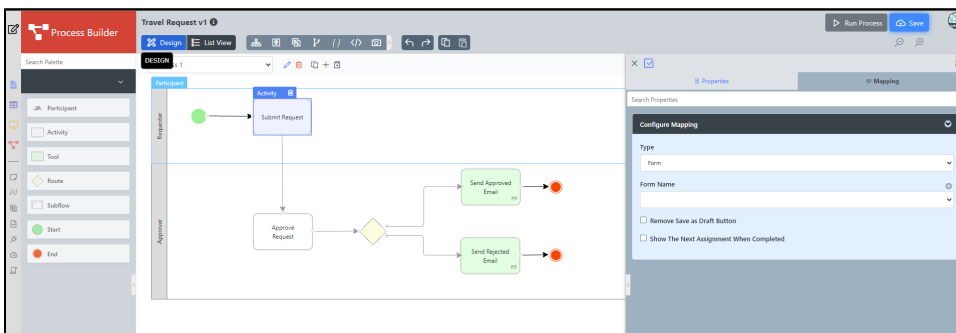 Travel Request v1
Process Builder
Design
List View
Run Process
Save
DESIGN
Search Palette
Participant
Activity
Tool
Route
Subflow
Start
End
Participant
Requester
Activity
Submit Request
Approver
Approve
Request
Send Approved
Email
Send Rejected
Email
Properties
Mapping
Search Properties
Configure Mapping
Type
Form
Form Name
Remove Save as Draft Button
Show The Next Assignment When Completed